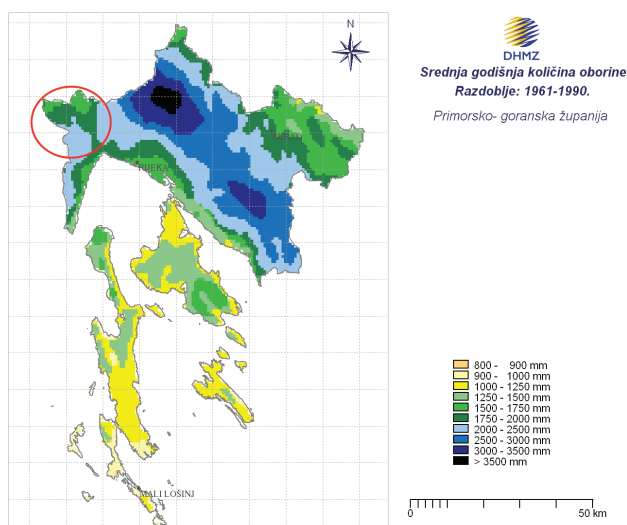 N
DHMZ
Srednja godišnja količina oborine
Razdoblje: 1961-1990.
Primorsko- goranska županija
RIJEKA
MALI LOŠINJ
800 - 900 mm
900 - 1000 mm
1000 - 1250 mm
1250 - 1500 mm
1500 - 1750 mm
1750 - 2000 mm
2000 - 2500 mm
2500 - 3000 mm
3000 - 3500 mm
> 3500 mm
0 50 km